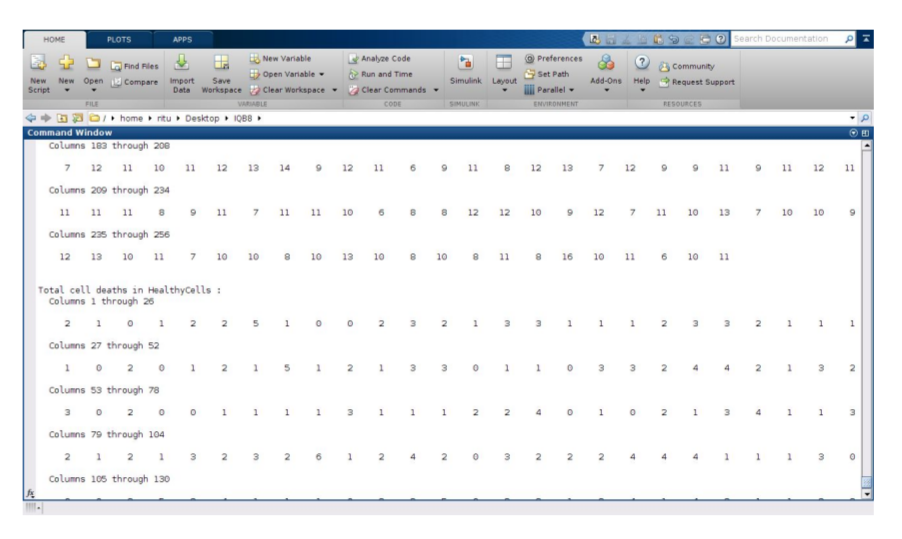 HOME PLOTS APPS Search Documentation
New Script New Open Find Files Compare Import Data Save Workspace New Variable Open Variable Clear Workspace Analyze Code Run and Time Clear Commands Simulink Layout Preferences Set Path Parallel Add-Ons Help Community Request Support
FILE VARIABLE CODE SIMULINK ENVIRONMENT RESOURCES
/ home ritu Desktop IQB8
Command Window
Columns 183 through 208
7 12 11 10 11 12 13 14 9 12 11 6 9 11 8 12 13 7 12 9 9 11 9 11 12 11
Columns 209 through 234
11 11 11 8 9 11 7 11 11 10 6 8 8 12 12 10 9 12 7 11 10 13 7 10 10 9
Columns 235 through 256
12 13 10 11 7 10 10 8 10 13 10 8 10 8 11 8 16 10 11 6 10 11
Total cell deaths in HealthyCells :
Columns 1 through 26
2 1 0 1 2 2 5 1 0 0 2 3 2 1 3 3 1 1 1 2 3 3 2 1 1 1
Columns 27 through 52
1 0 2 0 1 2 1 5 1 2 1 3 3 0 1 1 0 3 3 2 4 4 2 1 3 2
Columns 53 through 78
3 0 2 0 0 1 1 1 1 3 1 1 1 2 2 4 0 1 0 2 1 3 4 1 1 3
Columns 79 through 104
2 1 2 1 3 2 3 2 6 1 2 4 2 0 3 2 2 2 4 4 4 1 1 1 3 0
Columns 105 through 130
fx